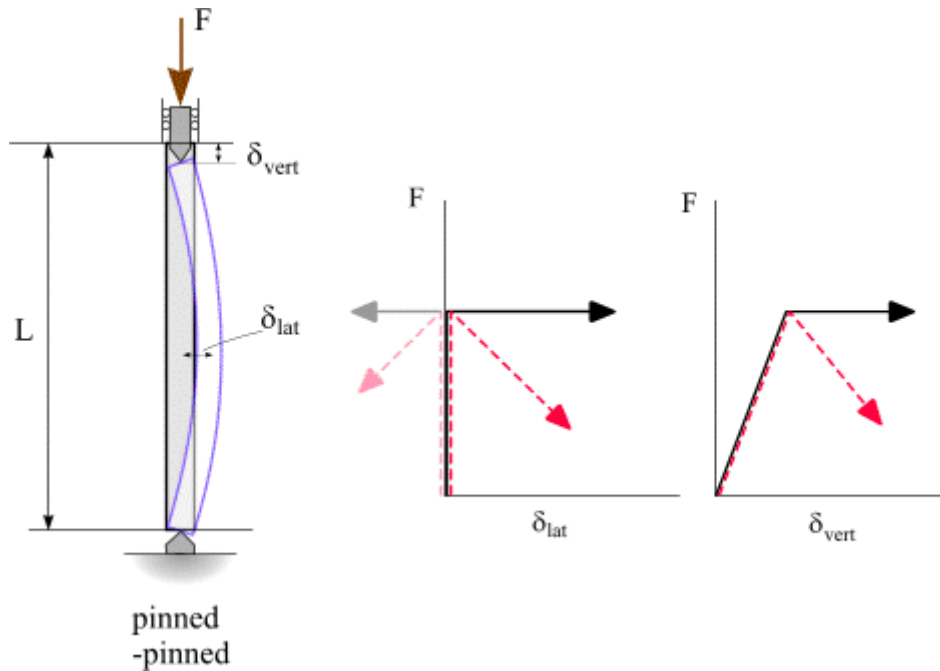 F
δvert
L
δlat
pinned
-pinned
F
δlat
F
δvert